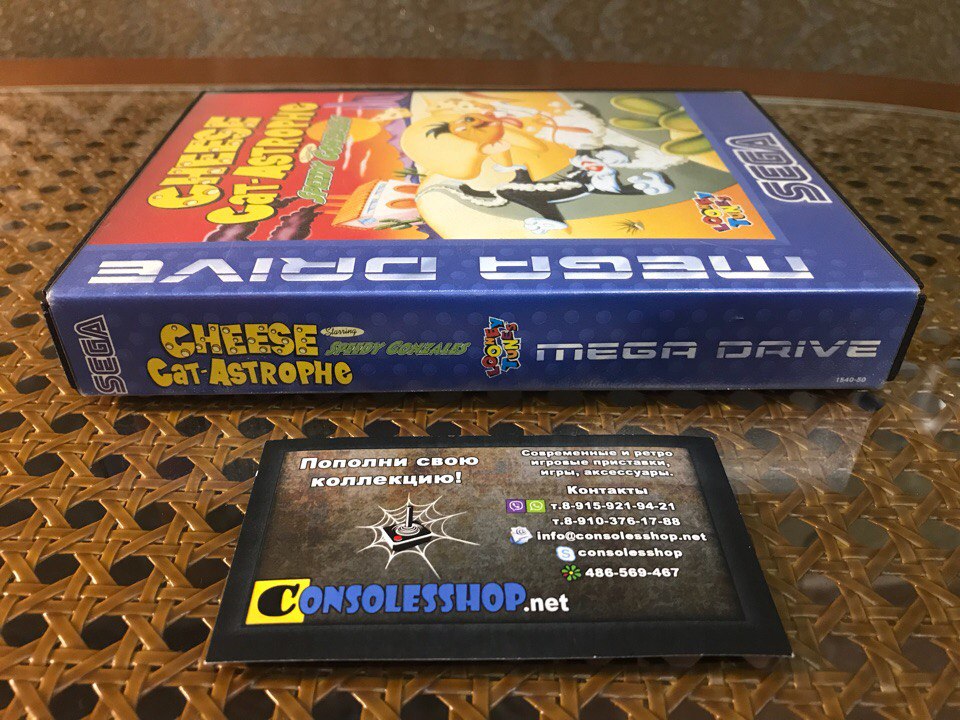 CHEESE
CAT-ASTROPHE
SPEEDY GONZALES
SEGA
LOONEY
TUNES
MEGA DRIVE
SEGA
CHEESE
Starring
CAT-ASTROPHE
SPEEDY GONZALES
LOONEY
TUNES
MEGA DRIVE
1540-50
Пополни свою
коллекцию!
Современные и ретро
игровые приставки,
игры, аксессуары.
Контакты
т.8-915-921-94-21
т.8-910-376-17-88
info@consolesshop.net
consolesshop
486-569-467
CONSOLESSHOP.net